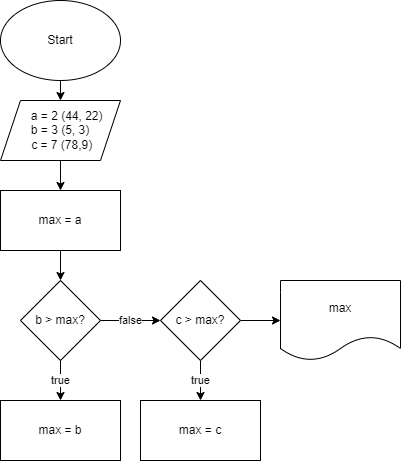 Start
a = 2 (44, 22)
b = 3 (5, 3)
c = 7 (78,9)
max = a
b > max?
false
c > max?
max
true
true
max = b
max = c